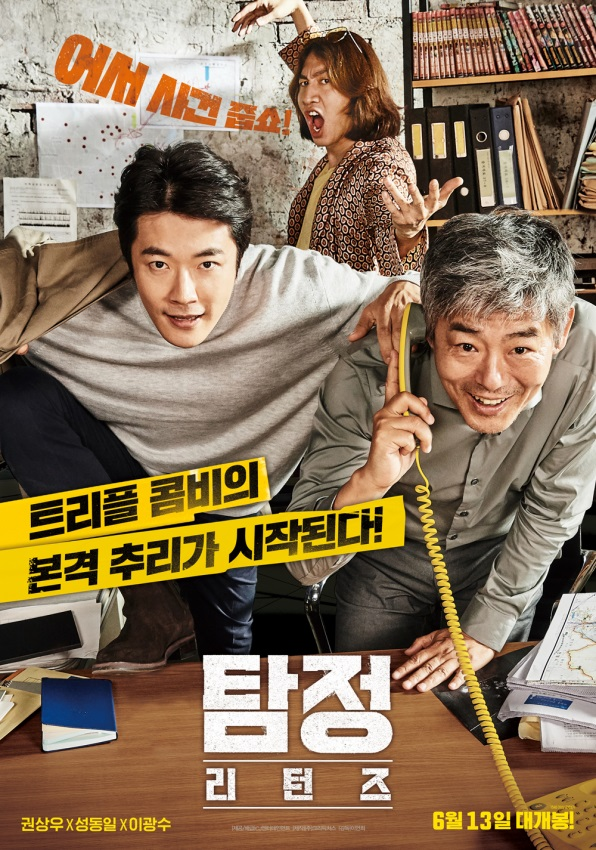 어서 사건 줍쇼!
트리플 콤비의
본격 추리가 시작된다!
탐정
리턴즈
권상우X성동일X이광수
6월 13일 대개봉!